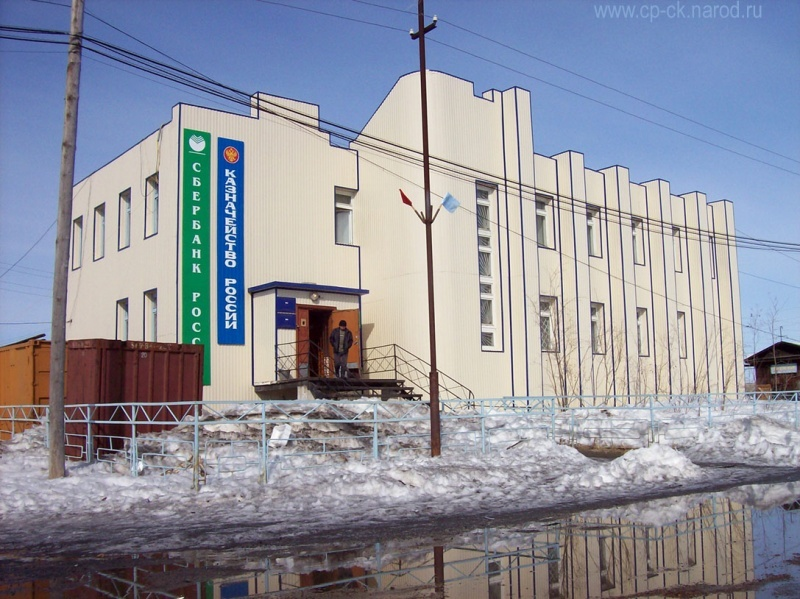 www.cp-ck.narod.ru
СБЕРБАНК РОСС
КАЗНАЧЕЙСТВО РОССИИ